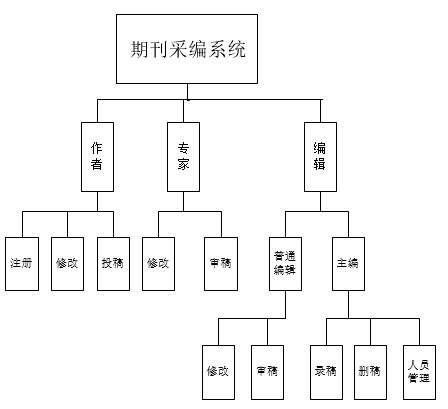 期刊采编系统
作
者
专
家
编
辑
注册
修改
投稿
修改
审稿
普通
编辑
主编
修改
审稿
录稿
删稿
人员
管理